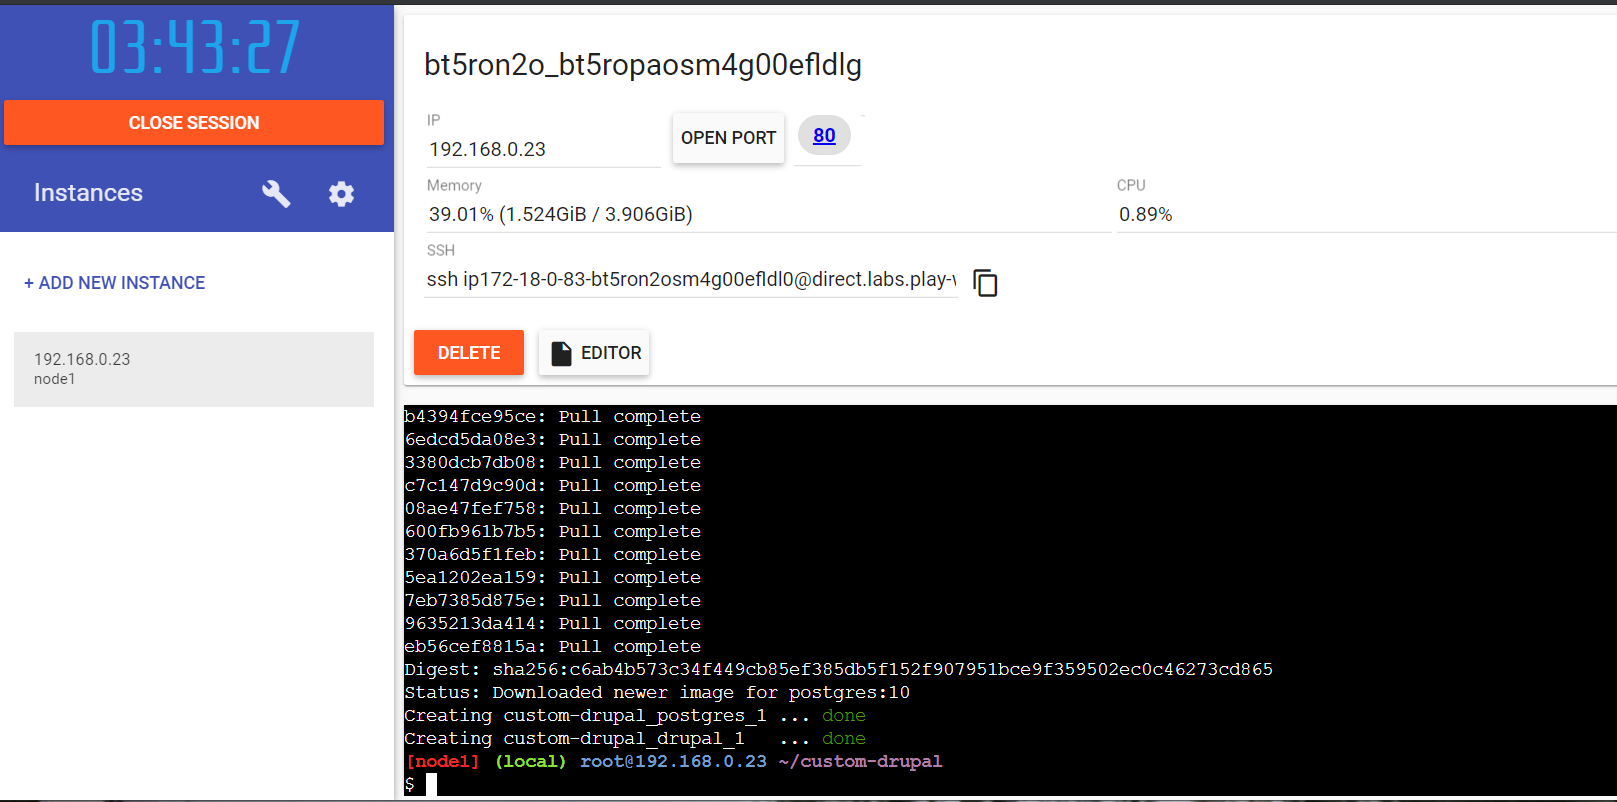 03:43:27
CLOSE SESSION
Instances
+ ADD NEW INSTANCE
192.168.0.23
node1
bt5ron2o_bt5ropaosm4g00efldlg
IP
192.168.0.23
OPEN PORT
80
Memory
39.01% (1.524GiB / 3.906GiB)
CPU
0.89%
SSH
ssh ip172-18-0-83-bt5ron2osm4g00efldl0@direct.labs.play-
DELETE
EDITOR
b4394fce95ce: Pull complete
6edcd5da08e3: Pull complete
3380dcb7db08: Pull complete
c7c147d9c90d: Pull complete
08ae47fef758: Pull complete
600fb961b7b5: Pull complete
370a6d5f1feb: Pull complete
5ea1202ea159: Pull complete
7eb7385d875e: Pull complete
9635213da414: Pull complete
eb56cef8815a: Pull complete
Digest: sha256:c6ab4b573c34f449cb85ef385db5f152f907951bce9f359502ec0c46273cd865
Status: Downloaded newer image for postgres:10
Creating custom-drupal_postgres_1 ... done
Creating custom-drupal_drupal_1   ... done
[node1] (local) root@192.168.0.23 ~/custom-drupal
$